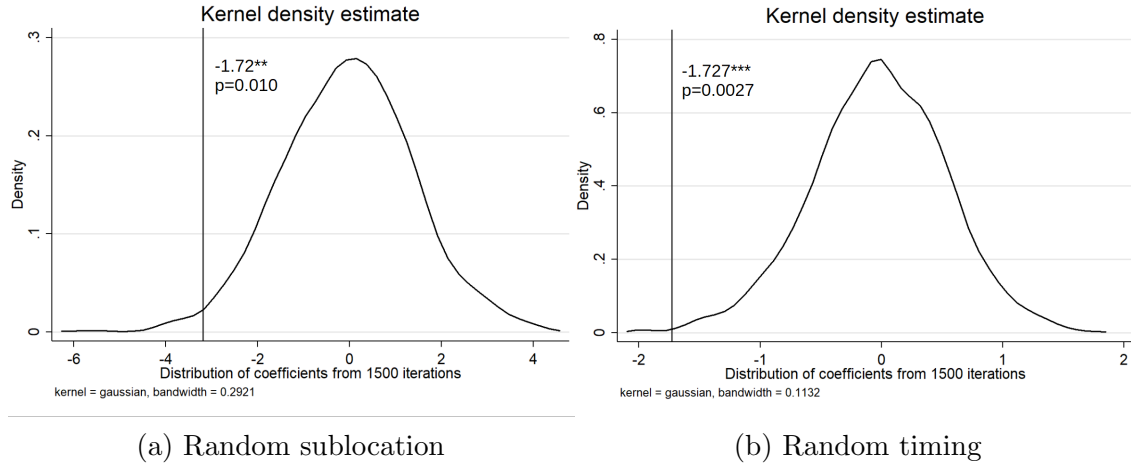 Kernel density estimate
.3
.2
.1
0
Density
-1.72**
p=0.010
-6 -4 -2 0 2 4
Distribution of coefficients from 1500 iterations
kernel = gaussian, bandwidth = 0.2921
(a) Random sublocation
Kernel density estimate
.8
.6
.4
.2
0
Density
-1.727***
p=0.0027
-2 -1 0 1 2
Distribution of coefficients from 1500 iterations
kernel = gaussian, bandwidth = 0.1132
(b) Random timing